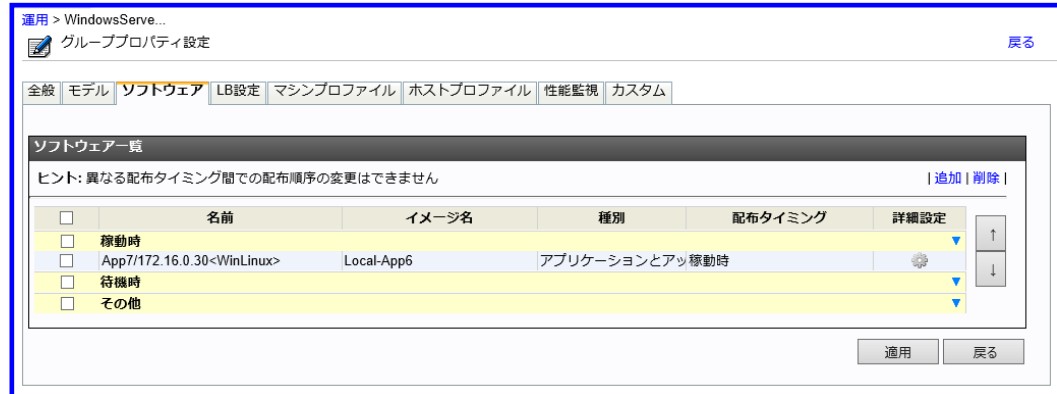 運用 > WindowsServe...
グループプロパティ設定 戻る
全般 モデル ソフトウェア LB設定 マシンプロファイル ホストプロファイル 性能監視 カスタム
ソフトウェア一覧
ヒント: 異なる配布タイミング間での配布順序の変更はできません | 追加 | 削除 |
名前 イメージ名 種別 配布タイミング 詳細設定
稼動時
App7/172.16.0.30<WinLinux> Local-App6 アプリケーションとアッ 稼動時
待機時
その他
適用 戻る